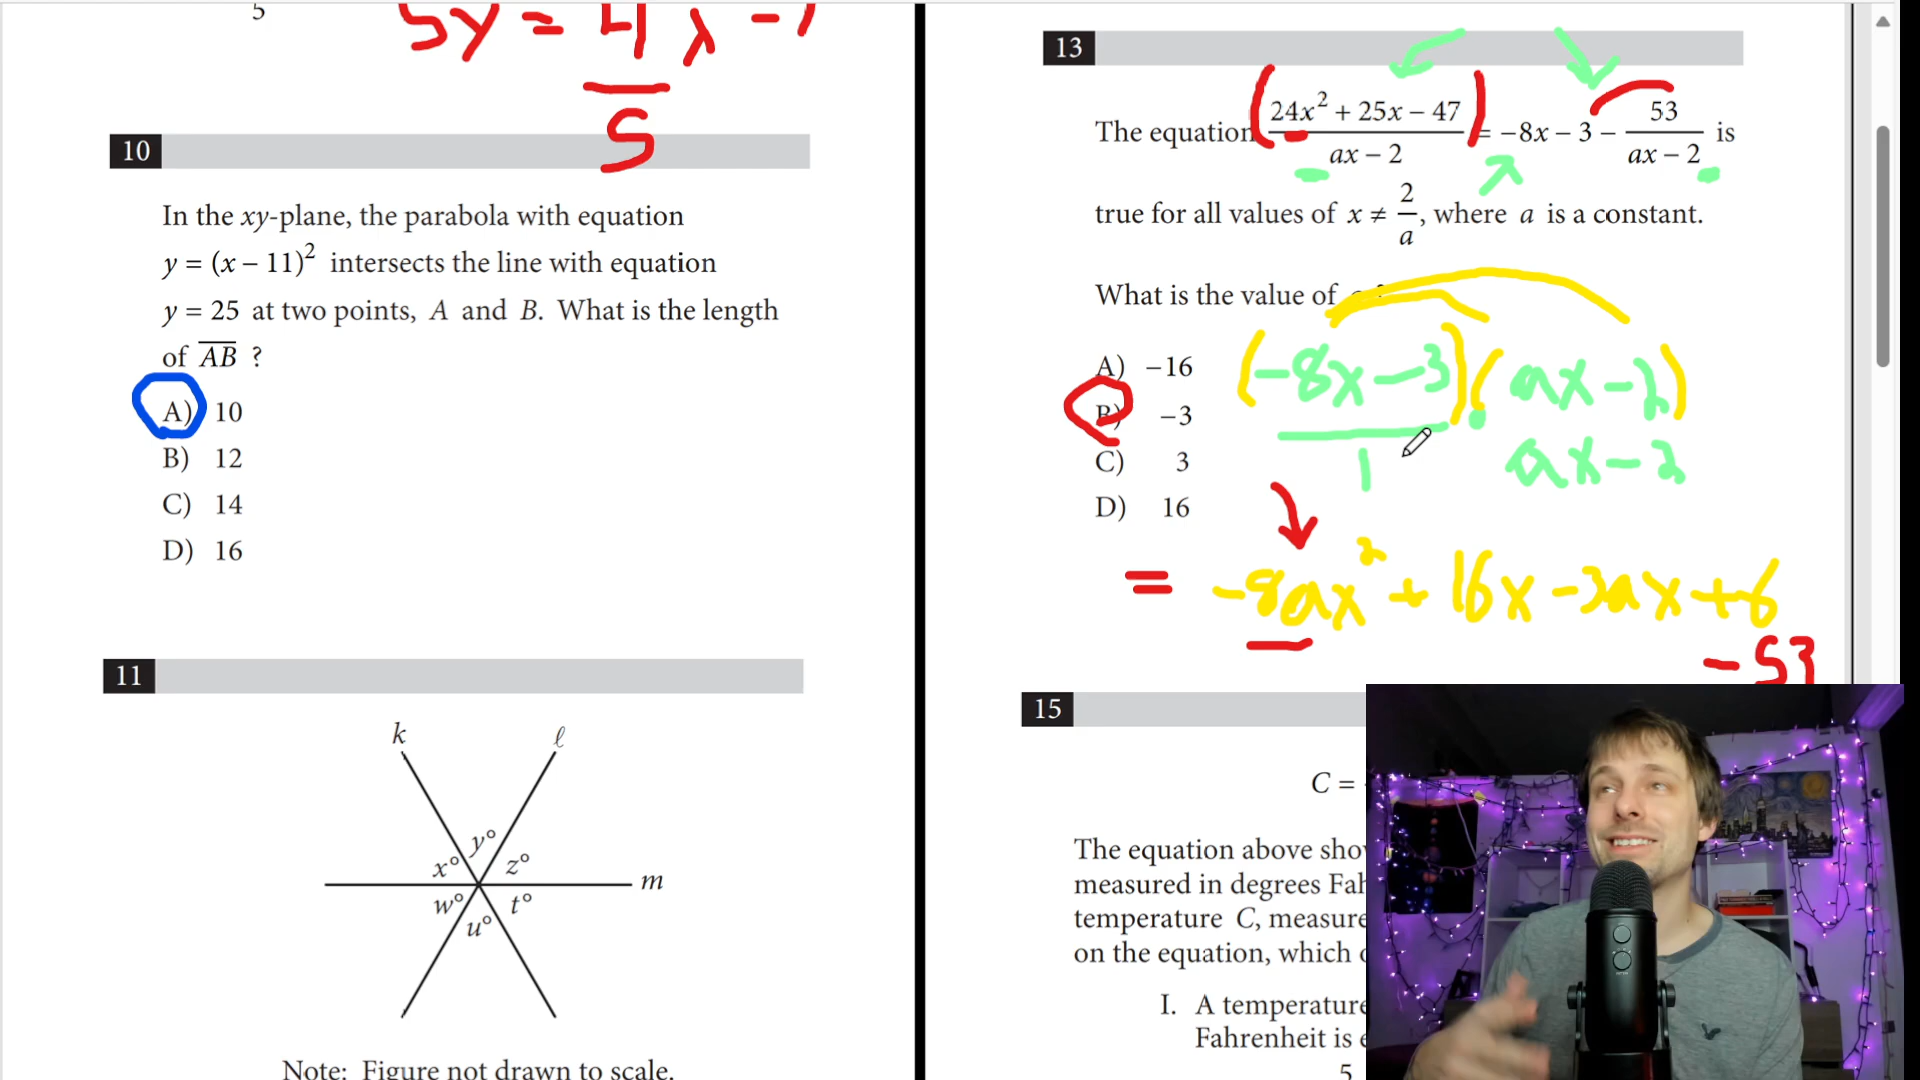 5
5y = 4x - 7
5
10
In the xy-plane, the parabola with equation
y = (x − 11)² intersects the line with equation
y = 25 at two points, A and B. What is the length
of AB ?
A) 10
B) 12
C) 14
D) 16
11
k
ℓ
y°
x°
z°
m
w°
t°
u°
Note: Figure not drawn to scale.
13
The equation (24x² + 25x − 47)/(ax − 2) = −8x − 3 − 53/(ax − 2) is
true for all values of x ≠ 2/a, where a is a constant.
What is the value of
A) −16
B) −3
C) 3
D) 16
(-8x-3)(ax-2)
1 ax-2
= -8ax² + 16x - 3ax + 6
- 53
15
C =
The equation above
measured in degrees
temperature C,
on the equation, which
I. A temperature
Fahrenheit is
5